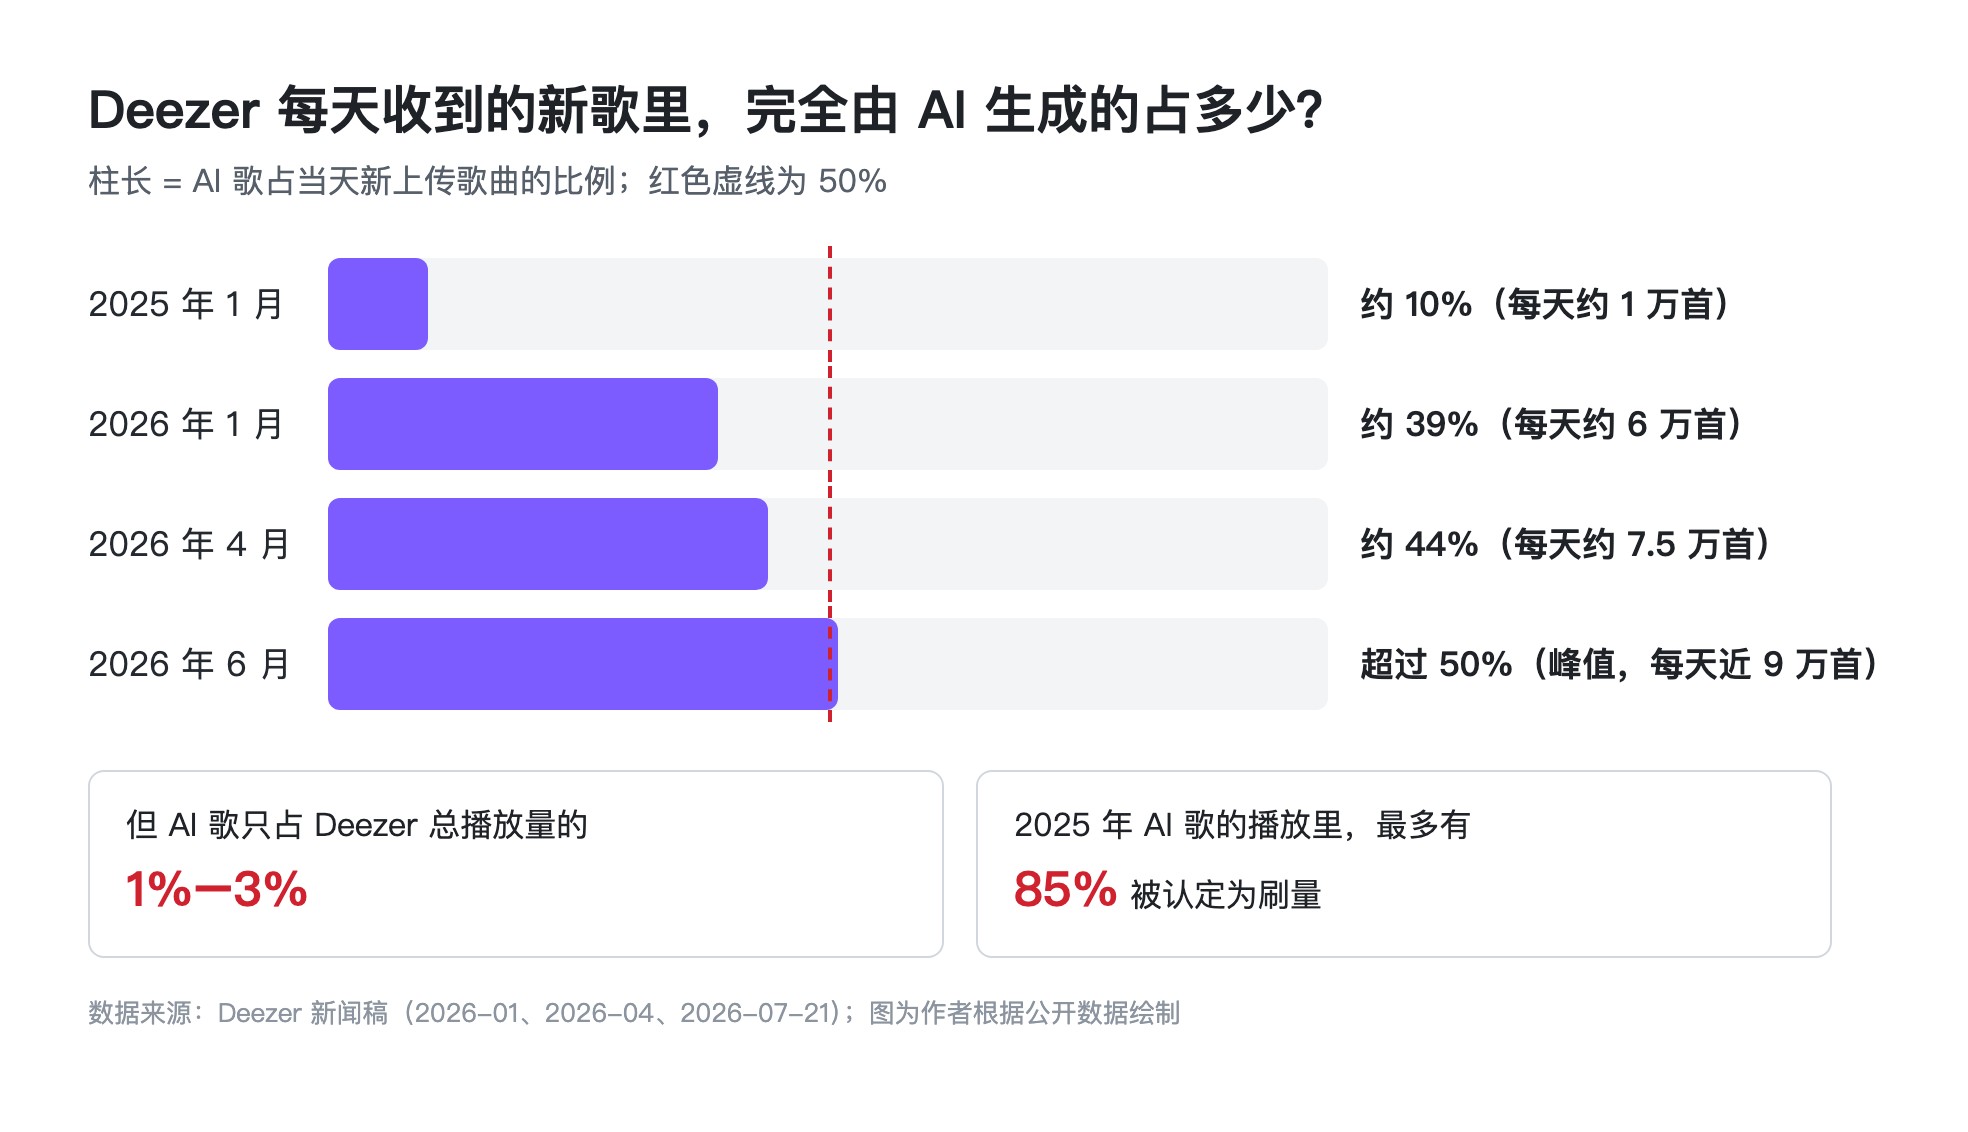 Deezer 每天收到的新歌里，完全由 AI 生成的占多少？
柱长 = AI 歌占当天新上传歌曲的比例；红色虚线为 50%
2025 年 1 月
约 10%（每天约 1 万首）
2026 年 1 月
约 39%（每天约 6 万首）
2026 年 4 月
约 44%（每天约 7.5 万首）
2026 年 6 月
超过 50%（峰值，每天近 9 万首）
但 AI 歌只占 Deezer 总播放量的
1%—3%
2025 年 AI 歌的播放里，最多有
85% 被认定为刷量
数据来源：Deezer 新闻稿（2026-01、2026-04、2026-07-21）；图为作者根据公开数据绘制